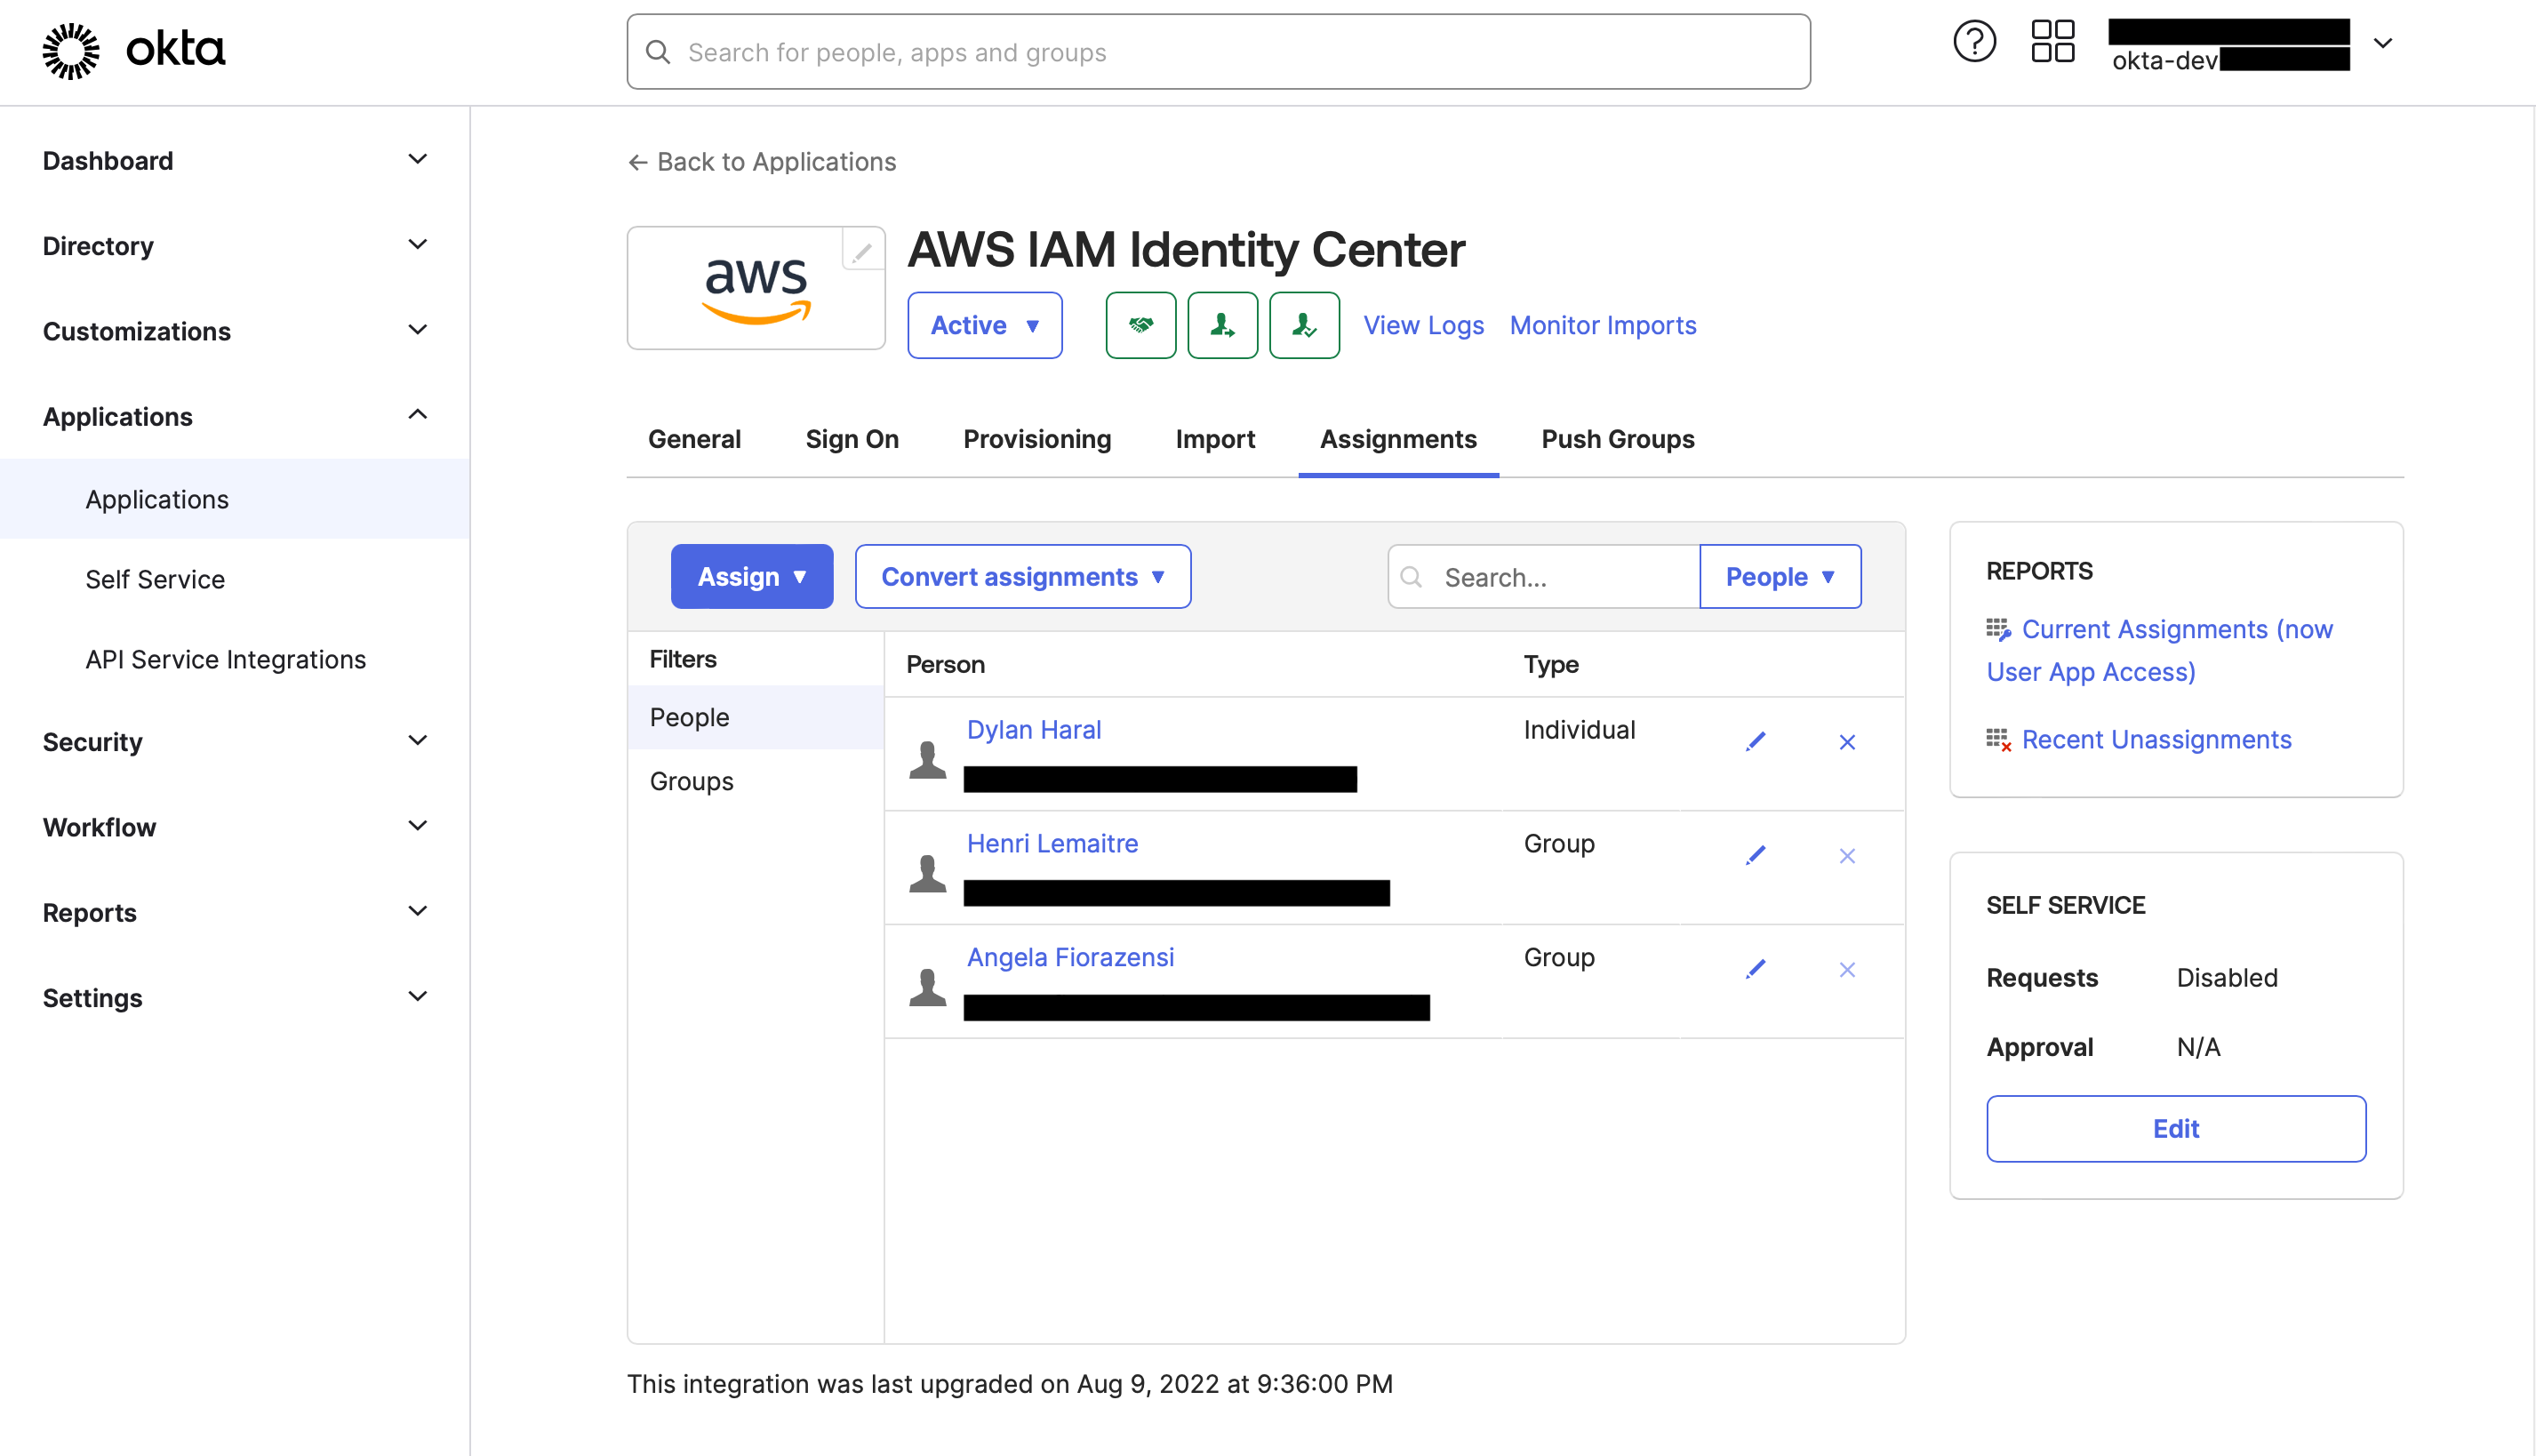 okta
Search for people, apps and groups
okta-dev
Dashboard
Directory
Customizations
Applications
Applications
Self Service
API Service Integrations
Security
Workflow
Reports
Settings
← Back to Applications
aws
AWS IAM Identity Center
Active ▼
View Logs
Monitor Imports
General
Sign On
Provisioning
Import
Assignments
Push Groups
Assign ▼
Convert assignments ▼
Search...
People ▼
Filters
People
Groups
Person
Type
Dylan Haral
Individual
Henri Lemaitre
Group
Angela Fiorazensi
Group
REPORTS
Current Assignments (now
User App Access)
Recent Unassignments
SELF SERVICE
Requests
Disabled
Approval
N/A
Edit
This integration was last upgraded on Aug 9, 2022 at 9:36:00 PM